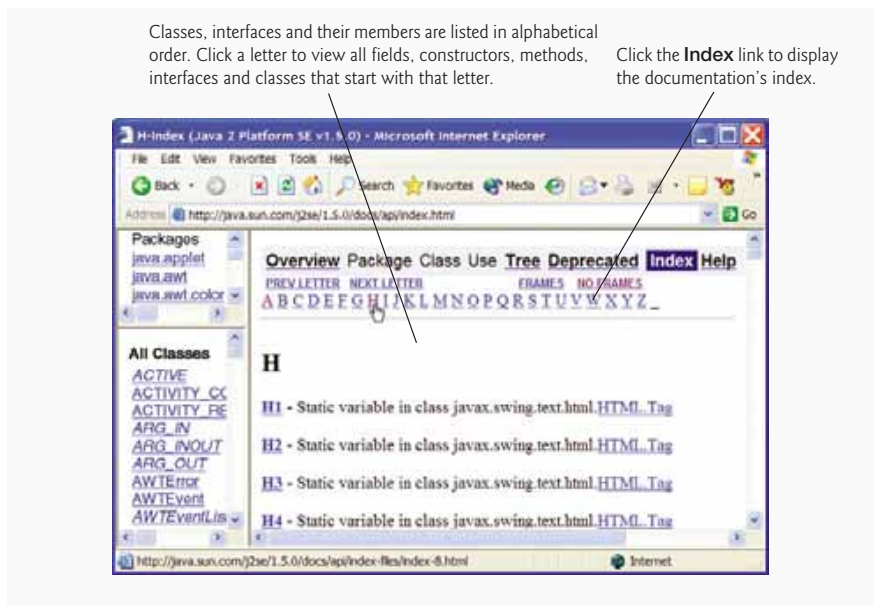 Classes, interfaces and their members are listed in alphabetical
order. Click a letter to view all fields, constructors, methods,
interfaces and classes that start with that letter.
Click the Index link to display
the documentation's index.
H-Index (Java 2 Platform SE v1.5.0) - Microsoft Internet Explorer
File Edit View Favorites Tools Help
Back Search Favorites Media
Address http://java.sun.com/j2se/1.5.0/docs/api/index.html Go
Packages
java.applet
java.awt
java.awt.color
All Classes
ACTIVE
ACTIVITY_CO
ACTIVITY_RE
ARG_IN
ARG_INOUT
ARG_OUT
AWTError
AWTEvent
AWTEventLis
Overview Package Class Use Tree Deprecated Index Help
PREV LETTER NEXT LETTER FRAMES NO FRAMES
A B C D E F G H I J K L M N O P Q R S T U V W X Y Z _
H
H1 - Static variable in class javax.swing.text.html.HTML.Tag
H2 - Static variable in class javax.swing.text.html.HTML.Tag
H3 - Static variable in class javax.swing.text.html.HTML.Tag
H4 - Static variable in class javax.swing.text.html.HTML.Tag
http://java.sun.com/j2se/1.5.0/docs/api/index-files/index-8.html Internet